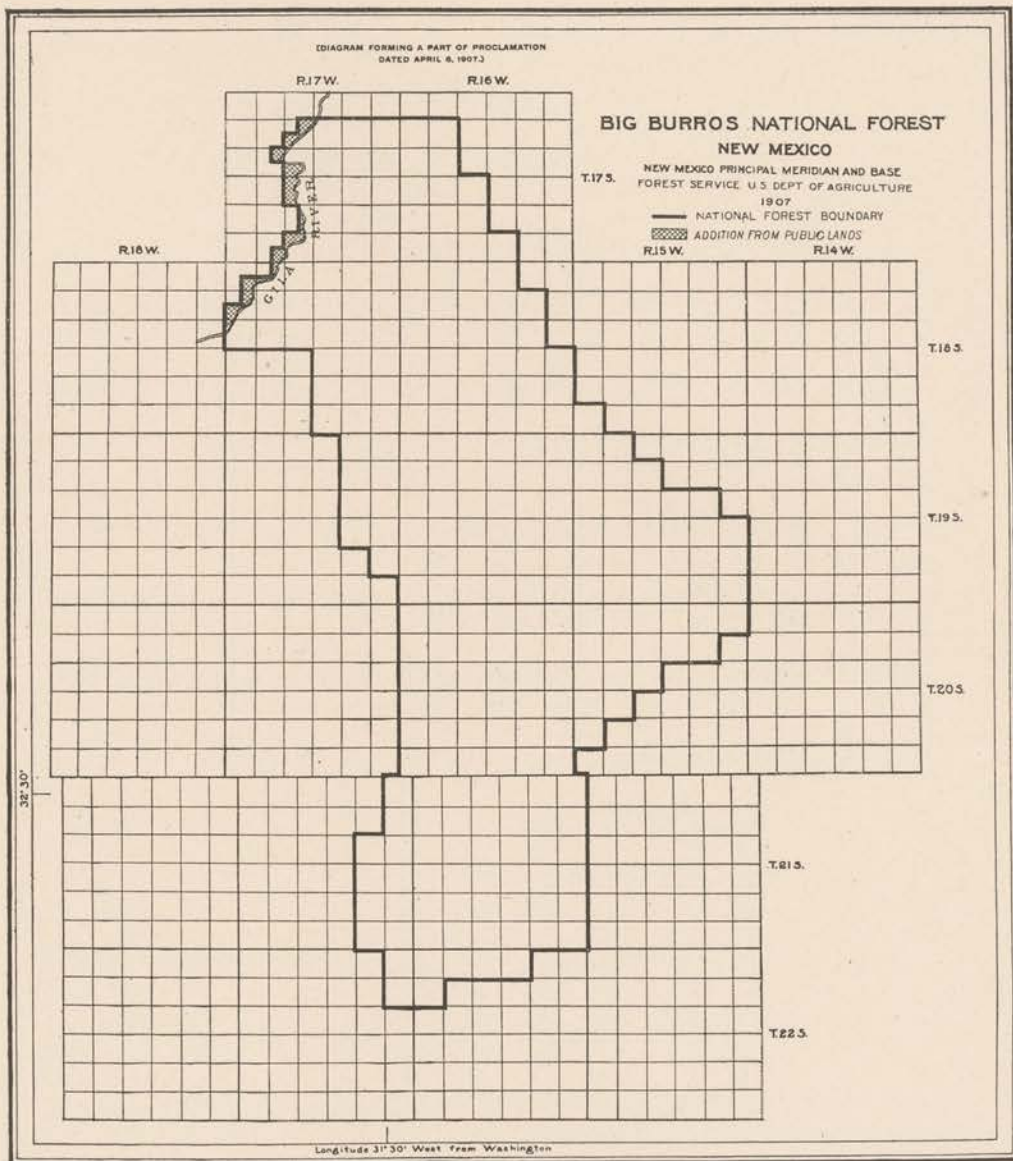 [DIAGRAM FORMING A PART OF PROCLAMATION
DATED APRIL 6, 1907.]
R.17W. R.16W.
BIG BURROS NATIONAL FOREST
NEW MEXICO
NEW MEXICO PRINCIPAL MERIDIAN AND BASE
FOREST SERVICE U.S. DEPT OF AGRICULTURE
1907
NATIONAL FOREST BOUNDARY
ADDITION FROM PUBLIC LANDS
T.17S.
R.18W.
R.15W. R.14W.
GILA RIVER
T.18S.
T.19S.
T.20S.
32°30'
T.21S.
T.22S.
Longitude 31°30' West from Washington